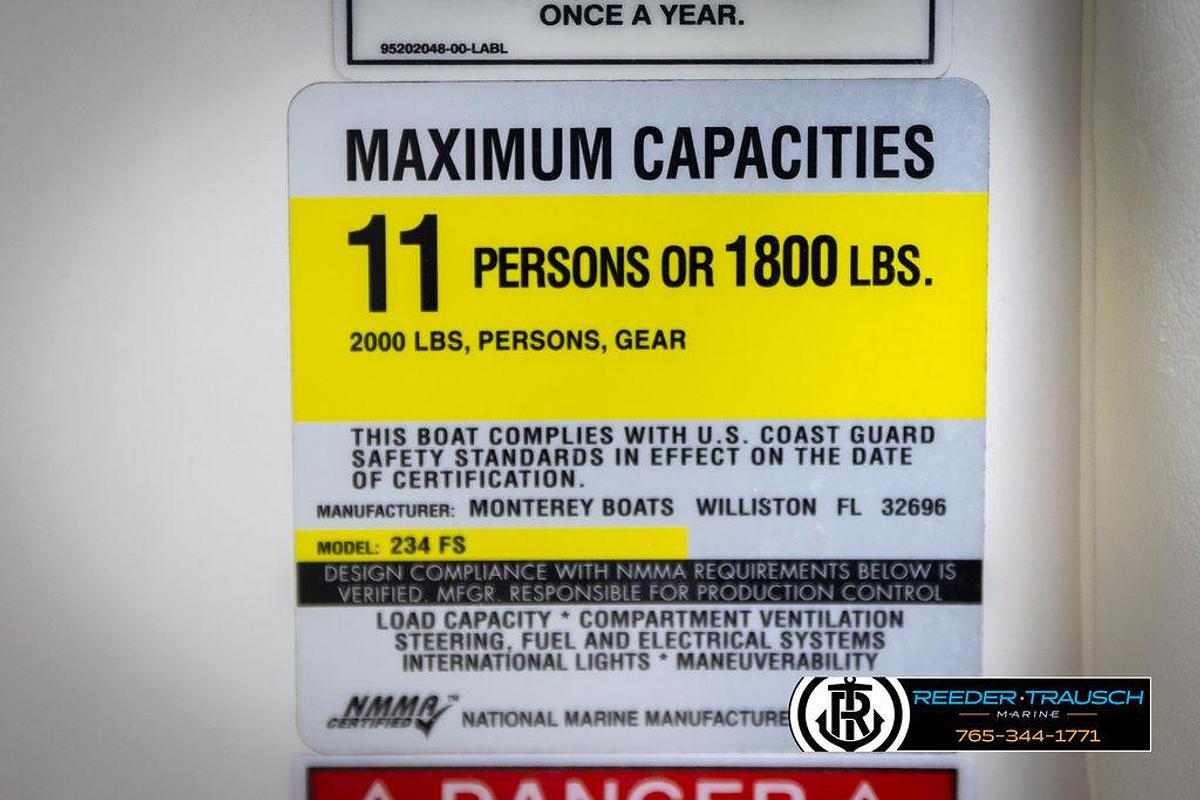 ONCE A YEAR.
95202048-00-LABL
MAXIMUM CAPACITIES
11 PERSONS OR 1800 LBS.
2000 LBS, PERSONS, GEAR
THIS BOAT COMPLIES WITH U.S. COAST GUARD
SAFETY STANDARDS IN EFFECT ON THE DATE
OF CERTIFICATION.
MANUFACTURER: MONTEREY BOATS WILLISTON FL 32696
MODEL: 234 FS
DESIGN COMPLIANCE WITH NMMA REQUIREMENTS BELOW IS
VERIFIED. MFGR. RESPONSIBLE FOR PRODUCTION CONTROL
LOAD CAPACITY * COMPARTMENT VENTILATION
STEERING, FUEL AND ELECTRICAL SYSTEMS
INTERNATIONAL LIGHTS * MANEUVERABILITY
NMMA™
CERTIFIED
NATIONAL MARINE MANUFACTURE
REEDER·TRAUSCH
MARINE
765-344-1771
DANGER